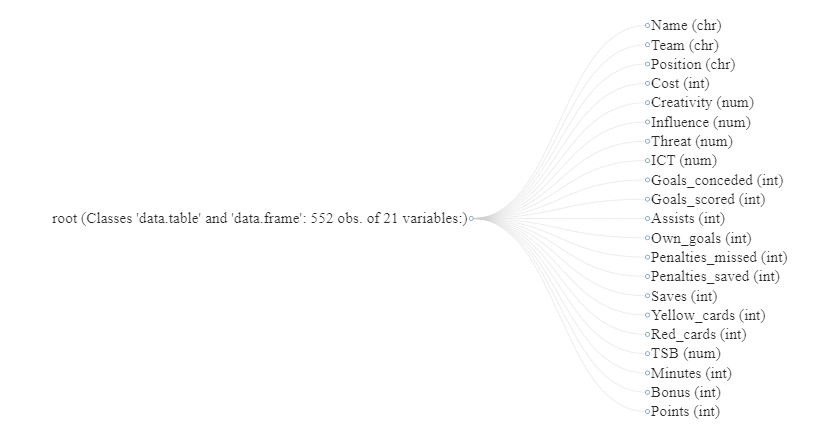 root (Classes 'data.table' and 'data.frame': 552 obs. of 21 variables:)
Name (chr)
Team (chr)
Position (chr)
Cost (int)
Creativity (num)
Influence (num)
Threat (num)
ICT (num)
Goals_conceded (int)
Goals_scored (int)
Assists (int)
Own_goals (int)
Penalties_missed (int)
Penalties_saved (int)
Saves (int)
Yellow_cards (int)
Red_cards (int)
TSB (num)
Minutes (int)
Bonus (int)
Points (int)